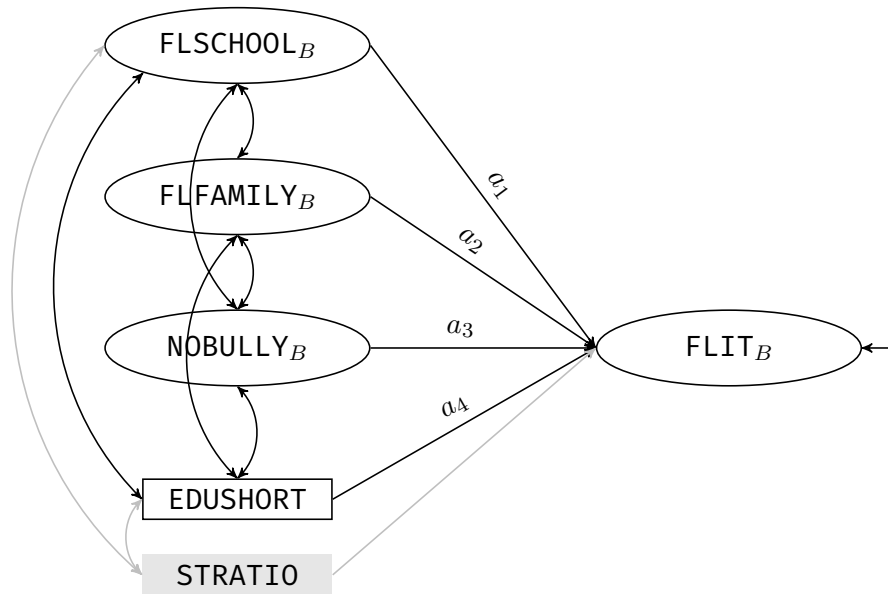 FLSCHOOL_B
a_1
FLFAMILY_B
a_2
NOBULLY_B
a_3
FLIT_B
a_4
EDUSHORT
STRATIO